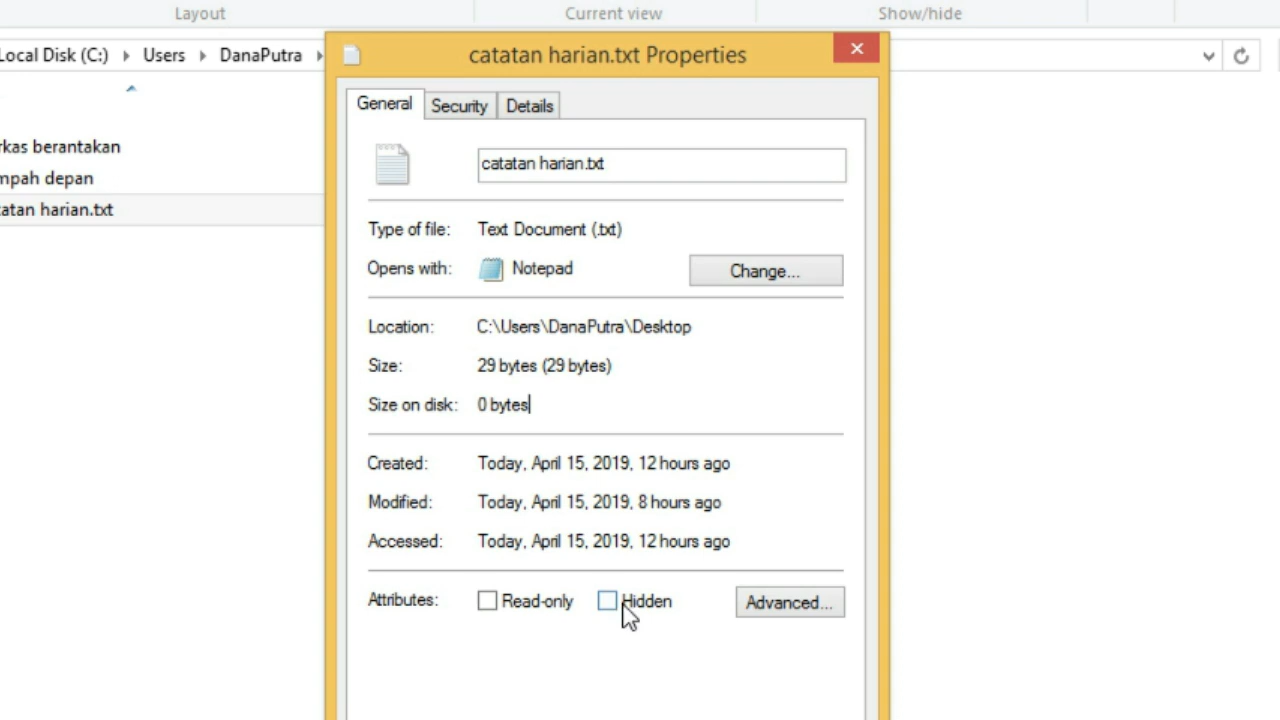 Layout
Current view
Show/hide
Local Disk (C:)
Users
DanaPutra
catatan harian.txt Properties
General
Security
Details
rkas berantakan
mpah depan
catatan harian.txt
atan harian.txt
Type of file: Text Document (.txt)
Opens with: Notepad
Change...
Location: C:\Users\DanaPutra\Desktop
Size: 29 bytes (29 bytes)
Size on disk: 0 bytes
Created: Today, April 15, 2019, 12 hours ago
Modified: Today, April 15, 2019, 8 hours ago
Accessed: Today, April 15, 2019, 12 hours ago
Attributes: Read-only Hidden
Advanced...